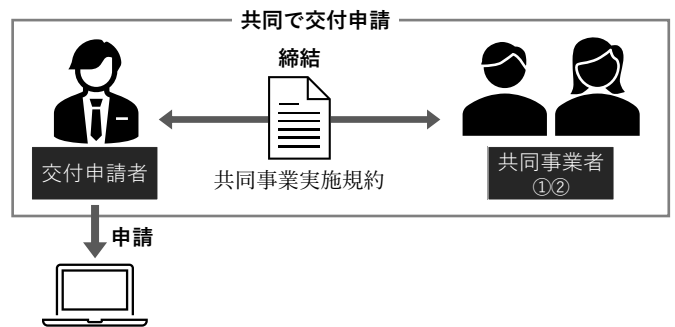 共同で交付申請
締結
交付申請者
共同事業実施規約
共同事業者
①②
申請